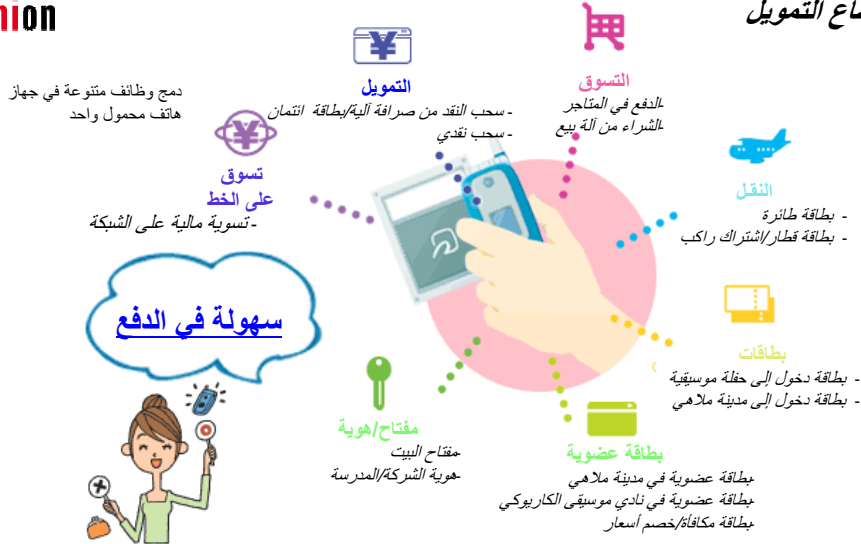 التمويل
nion
التسوق
-الدفع في المتاجر
-الشراء من آلة بيع
التمويل
- سحب النقد من صرافة آلية/بطاقة ائتمان
- سحب نقدي
دمج وظائف متنوعة في جهاز
هاتف محمول واحد
تسوق
على الخط
- تسوية مالية على الشبكة
النقل
- بطاقة طائرة
- بطاقة قطار/اشتراك راكب
سهولة في الدفع
بطاقات
- بطاقة دخول إلى حفلة موسيقية
- بطاقة دخول إلى مدينة ملاهي
مفتاح/هوية
-مفتاح البيت
-هوية الشركة/المدرسة
بطاقة عضوية
-بطاقة عضوية في مدينة ملاهي
-بطاقة عضوية في نادي موسيقى الكاريوكي
-بطاقة مكافأة/خصم أسعار